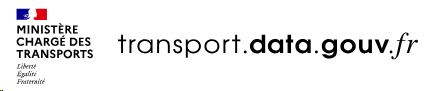 MINISTÈRE
CHARGÉ DES
TRANSPORTS
Liberté
Égalité
Fraternité
transport.data.gouv.fr